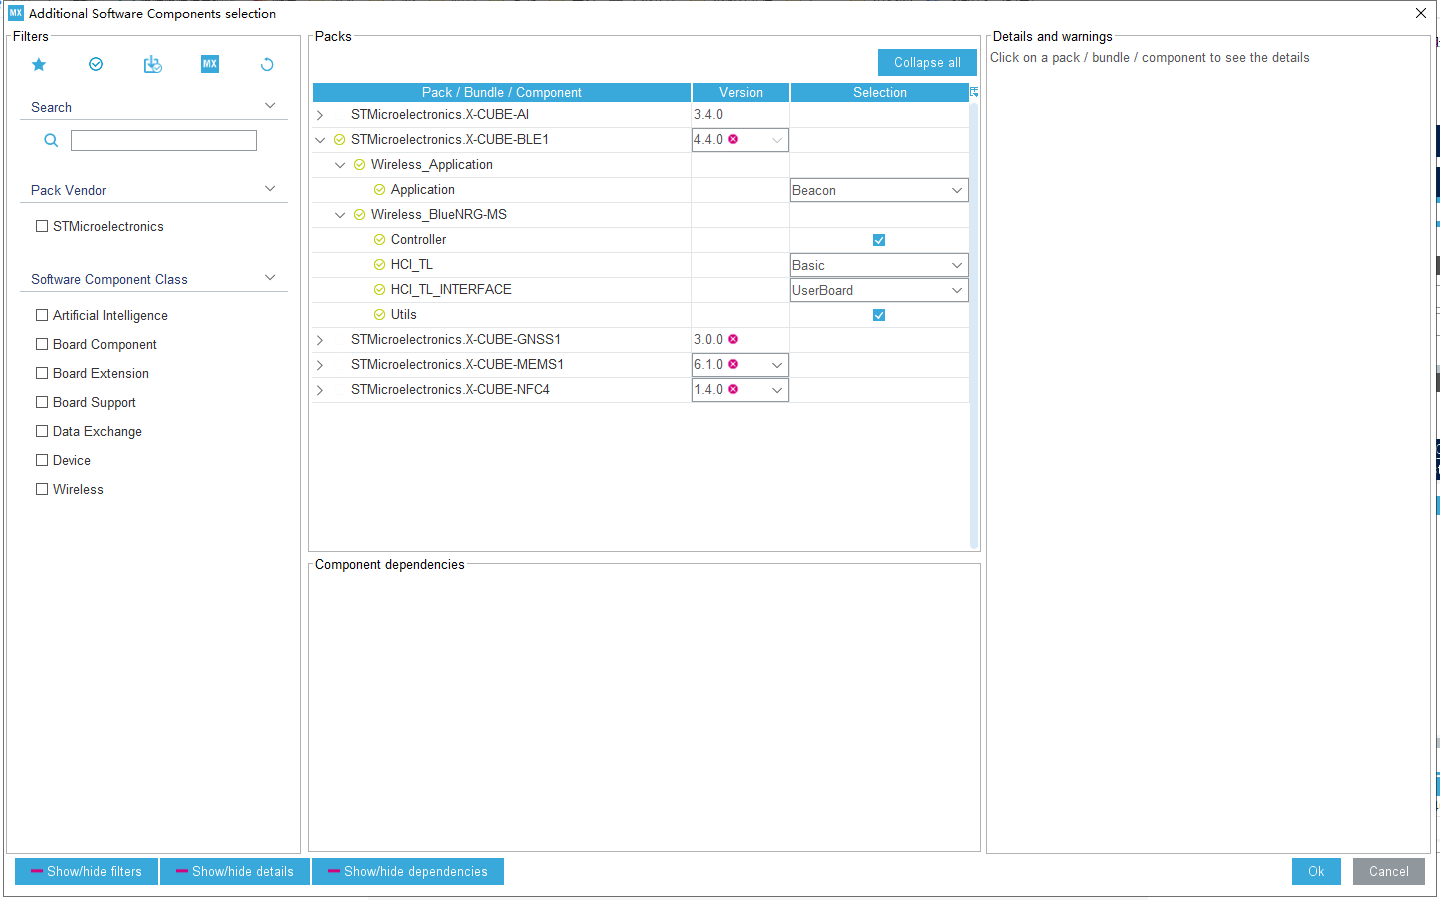 MX Additional Software Components selection
Filters
MX
Search
Pack Vendor
STMicroelectronics
Software Component Class
Artificial Intelligence
Board Component
Board Extension
Board Support
Data Exchange
Device
Wireless
Packs
Collapse all
Pack / Bundle / Component Version Selection
STMicroelectronics.X-CUBE-AI 3.4.0
STMicroelectronics.X-CUBE-BLE1 4.4.0
Wireless_Application
Application Beacon
Wireless_BlueNRG-MS
Controller
HCI_TL Basic
HCI_TL_INTERFACE UserBoard
Utils
STMicroelectronics.X-CUBE-GNSS1 3.0.0
STMicroelectronics.X-CUBE-MEMS1 6.1.0
STMicroelectronics.X-CUBE-NFC4 1.4.0
Component dependencies
Details and warnings
Click on a pack / bundle / component to see the details
Show/hide filters Show/hide details Show/hide dependencies Ok Cancel